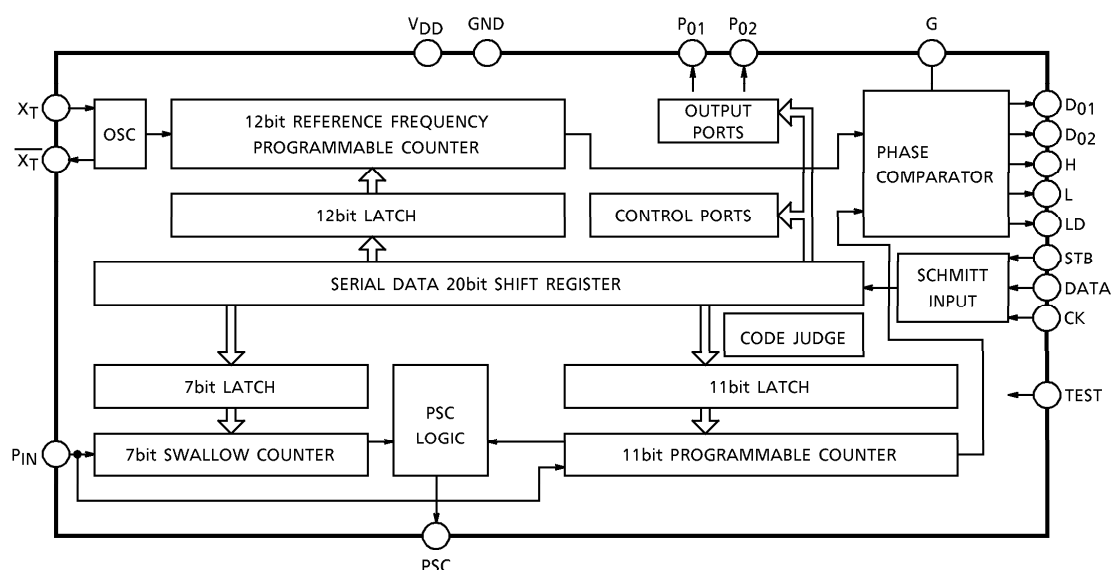 VDD GND P01 P02 G
XT
OSC
12bit REFERENCE FREQUENCY
PROGRAMMABLE COUNTER
OUTPUT
PORTS
PHASE
COMPARATOR
D01
D02
H
L
LD
X̅T̅
12bit LATCH
CONTROL PORTS
SERIAL DATA 20bit SHIFT REGISTER
SCHMITT
INPUT
STB
DATA
CK
CODE JUDGE
7bit LATCH
PSC
LOGIC
11bit LATCH
TEST
PIN
7bit SWALLOW COUNTER
11bit PROGRAMMABLE COUNTER
PSC